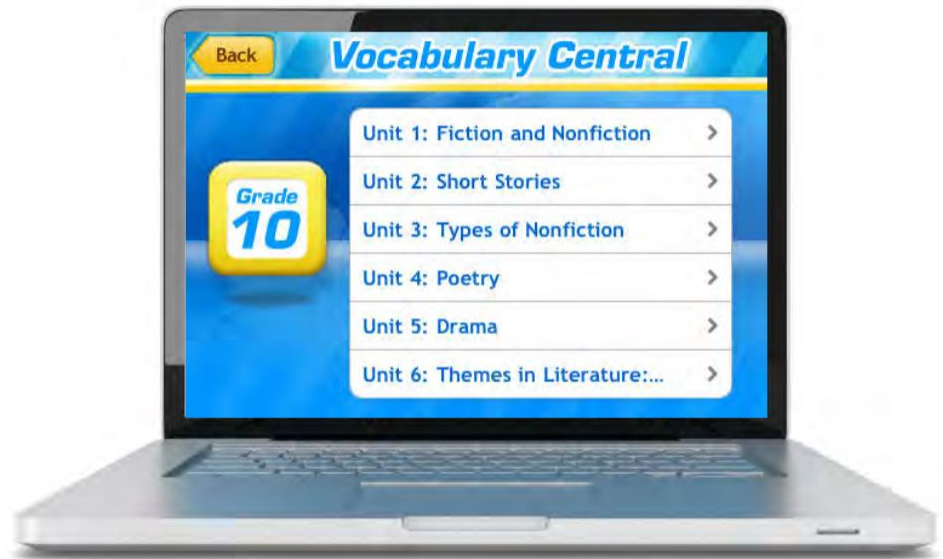 Back
Vocabulary Central
Grade
10
Unit 1: Fiction and Nonfiction
Unit 2: Short Stories
Unit 3: Types of Nonfiction
Unit 4: Poetry
Unit 5: Drama
Unit 6: Themes in Literature:...